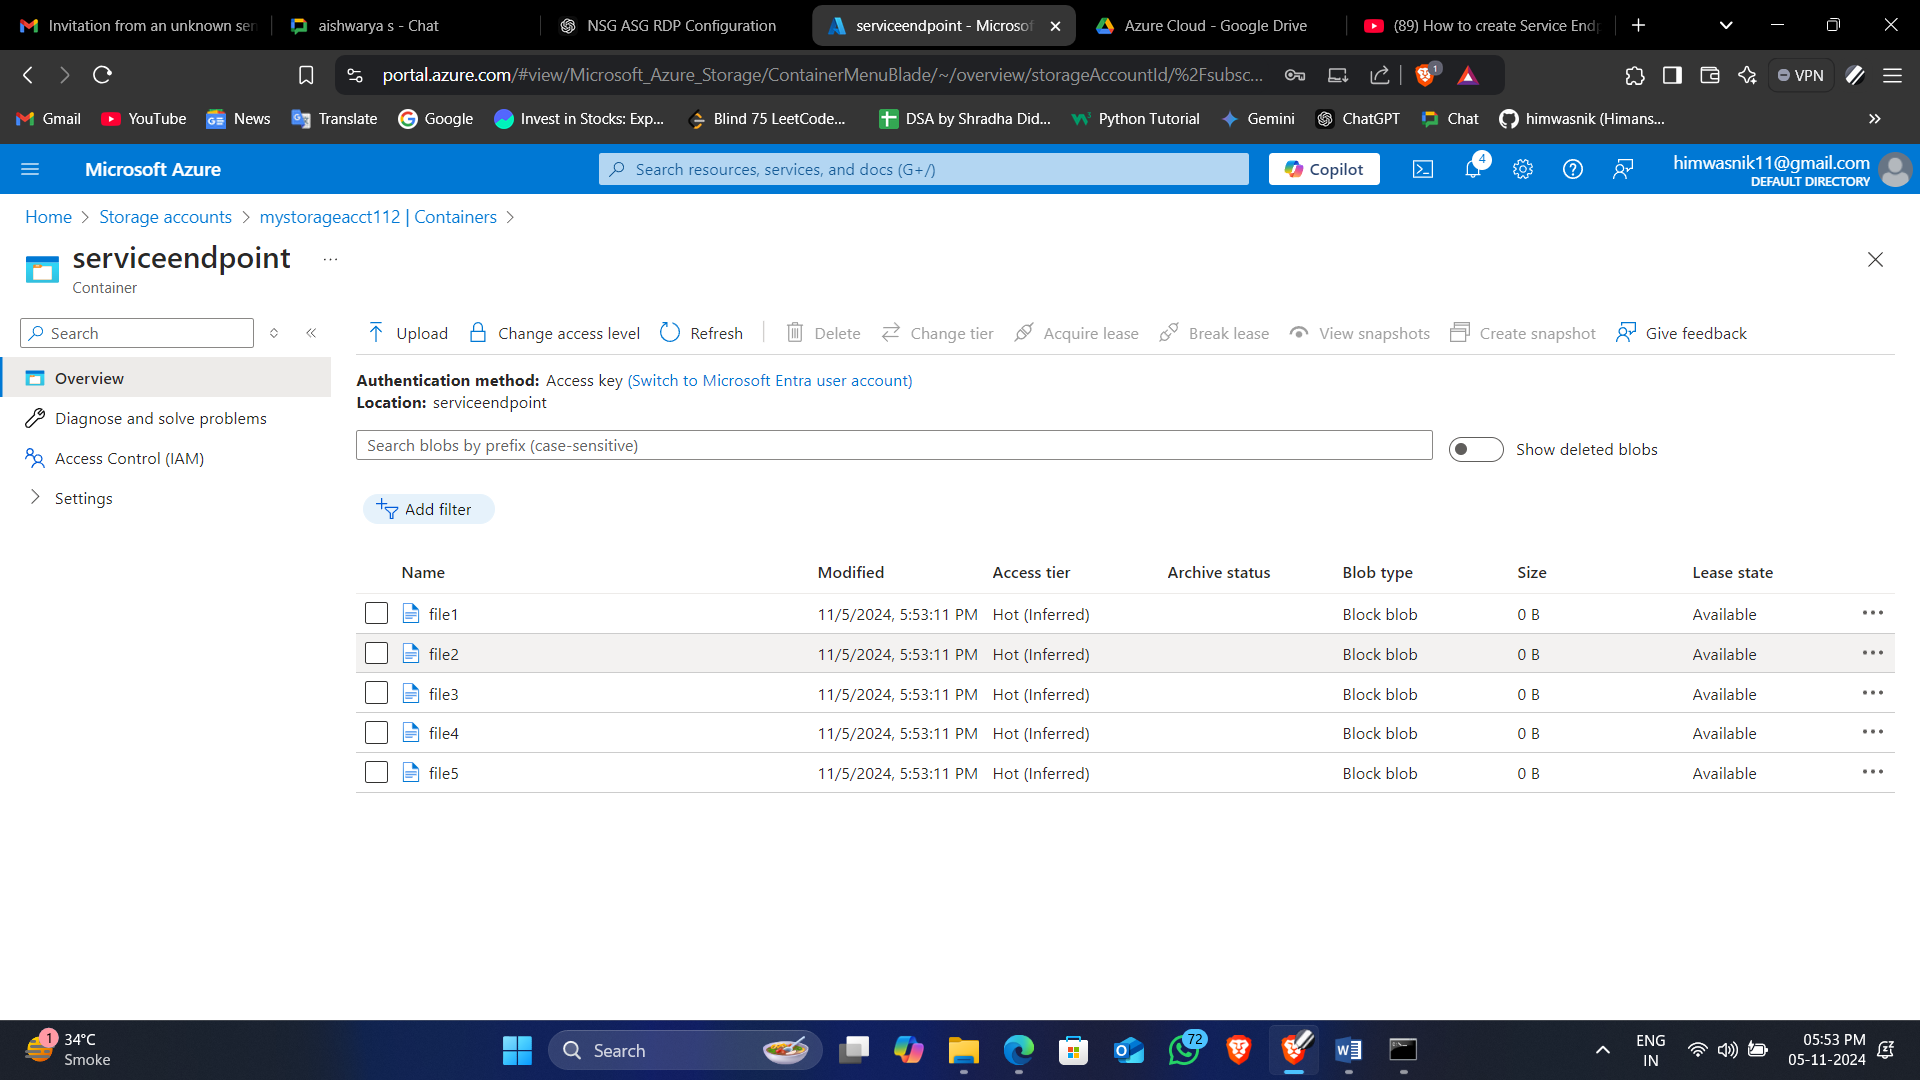 Invitation from an unknown sen
aishwarya s - Chat
NSG ASG RDP Configuration
serviceendpoint - Microsof
Azure Cloud - Google Drive
(89) How to create Service Endp
portal.azure.com/#view/Microsoft_Azure_Storage/ContainerMenuBlade/~/overview/storageAccountId/%2Fsubsc...
1
VPN
Gmail
YouTube
News
Translate
Google
Invest in Stocks: Exp...
Blind 75 LeetCode...
DSA by Shradha Did...
Python Tutorial
Gemini
ChatGPT
Chat
himwasnik (Himans...
Microsoft Azure
Search resources, services, and docs (G+/)
Copilot
4
himwasnik11@gmail.com
DEFAULT DIRECTORY
Home > Storage accounts > mystorageacct112 | Containers >
serviceendpoint ...
Container
Search
Overview
Diagnose and solve problems
Access Control (IAM)
Settings
Upload Change access level Refresh Delete Change tier Acquire lease Break lease View snapshots Create snapshot Give feedback
Authentication method: Access key (Switch to Microsoft Entra user account)
Location: serviceendpoint
Search blobs by prefix (case-sensitive)
Show deleted blobs
Add filter
Name Modified Access tier Archive status Blob type Size Lease state
file1 11/5/2024, 5:53:11 PM Hot (Inferred) Block blob 0 B Available
file2 11/5/2024, 5:53:11 PM Hot (Inferred) Block blob 0 B Available
file3 11/5/2024, 5:53:11 PM Hot (Inferred) Block blob 0 B Available
file4 11/5/2024, 5:53:11 PM Hot (Inferred) Block blob 0 B Available
file5 11/5/2024, 5:53:11 PM Hot (Inferred) Block blob 0 B Available
1
34°C
Smoke
Search
72
ENG
IN
05:53 PM
05-11-2024